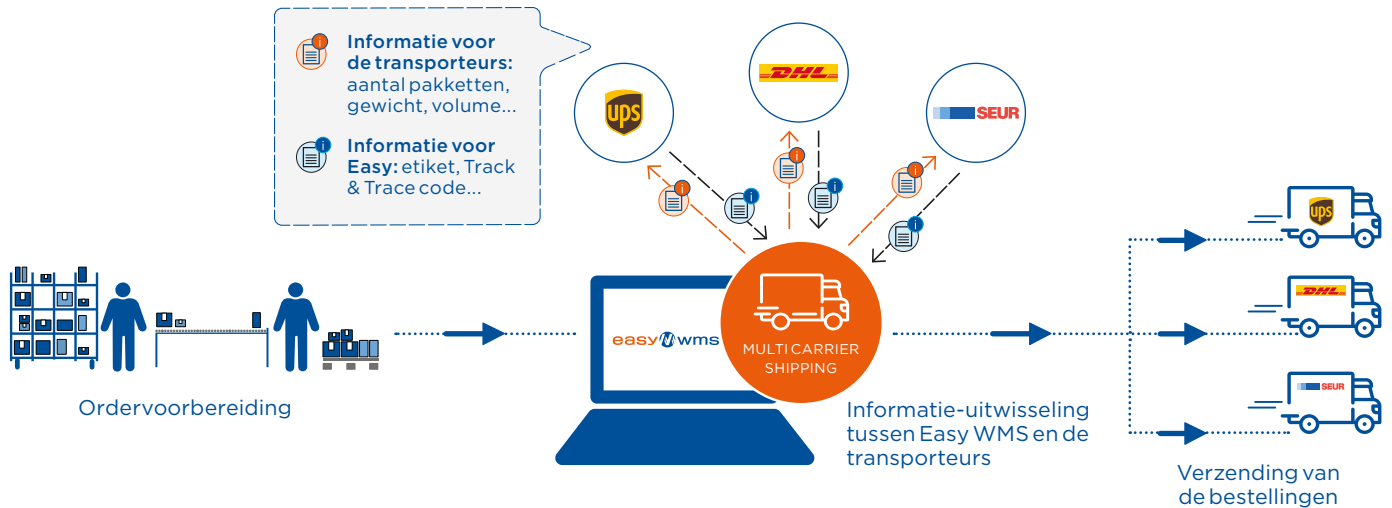 Informatie voor
de transporteurs:
aantal pakketten,
gewicht, volume...
Informatie voor
Easy: etiket, Track
& Trace code...
ups
DHL
SEUR
i
i
i
i
i
i
i
i
easy wms
MULTI CARRIER
SHIPPING
Ordervoorbereiding
Informatie-uitwisseling
tussen Easy WMS en de
transporteurs
ups
DHL
SEUR
Verzending van
de bestellingen